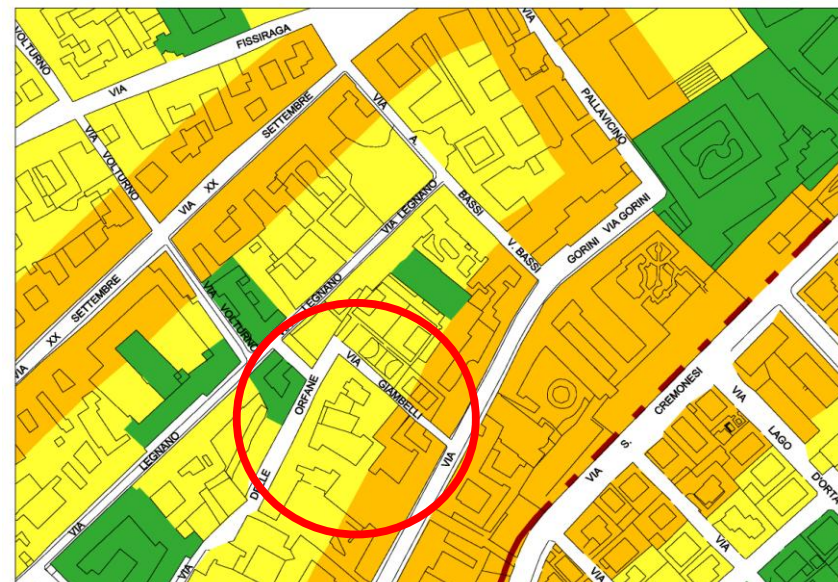 VOLTURNO
VIA
FISSIRAGA
VIA
VIA
VOLTURNO
VIA XX SETTEMBRE
VIA
A.
BASSI
V. BASSI
VIA
PALLAVICINO
GORINI
VIA GORINI
VIA LEGNANO
LEGNANO
VIA
VOLTURNO
VIA
XX
SETTEMBRE
VIA
LEGNANO
DELLE
ORFANE
VIA
GIAMBELLI
VIA
VIA
VIA
S.
CREMONESI
VIA
LAGO
D'ORTA